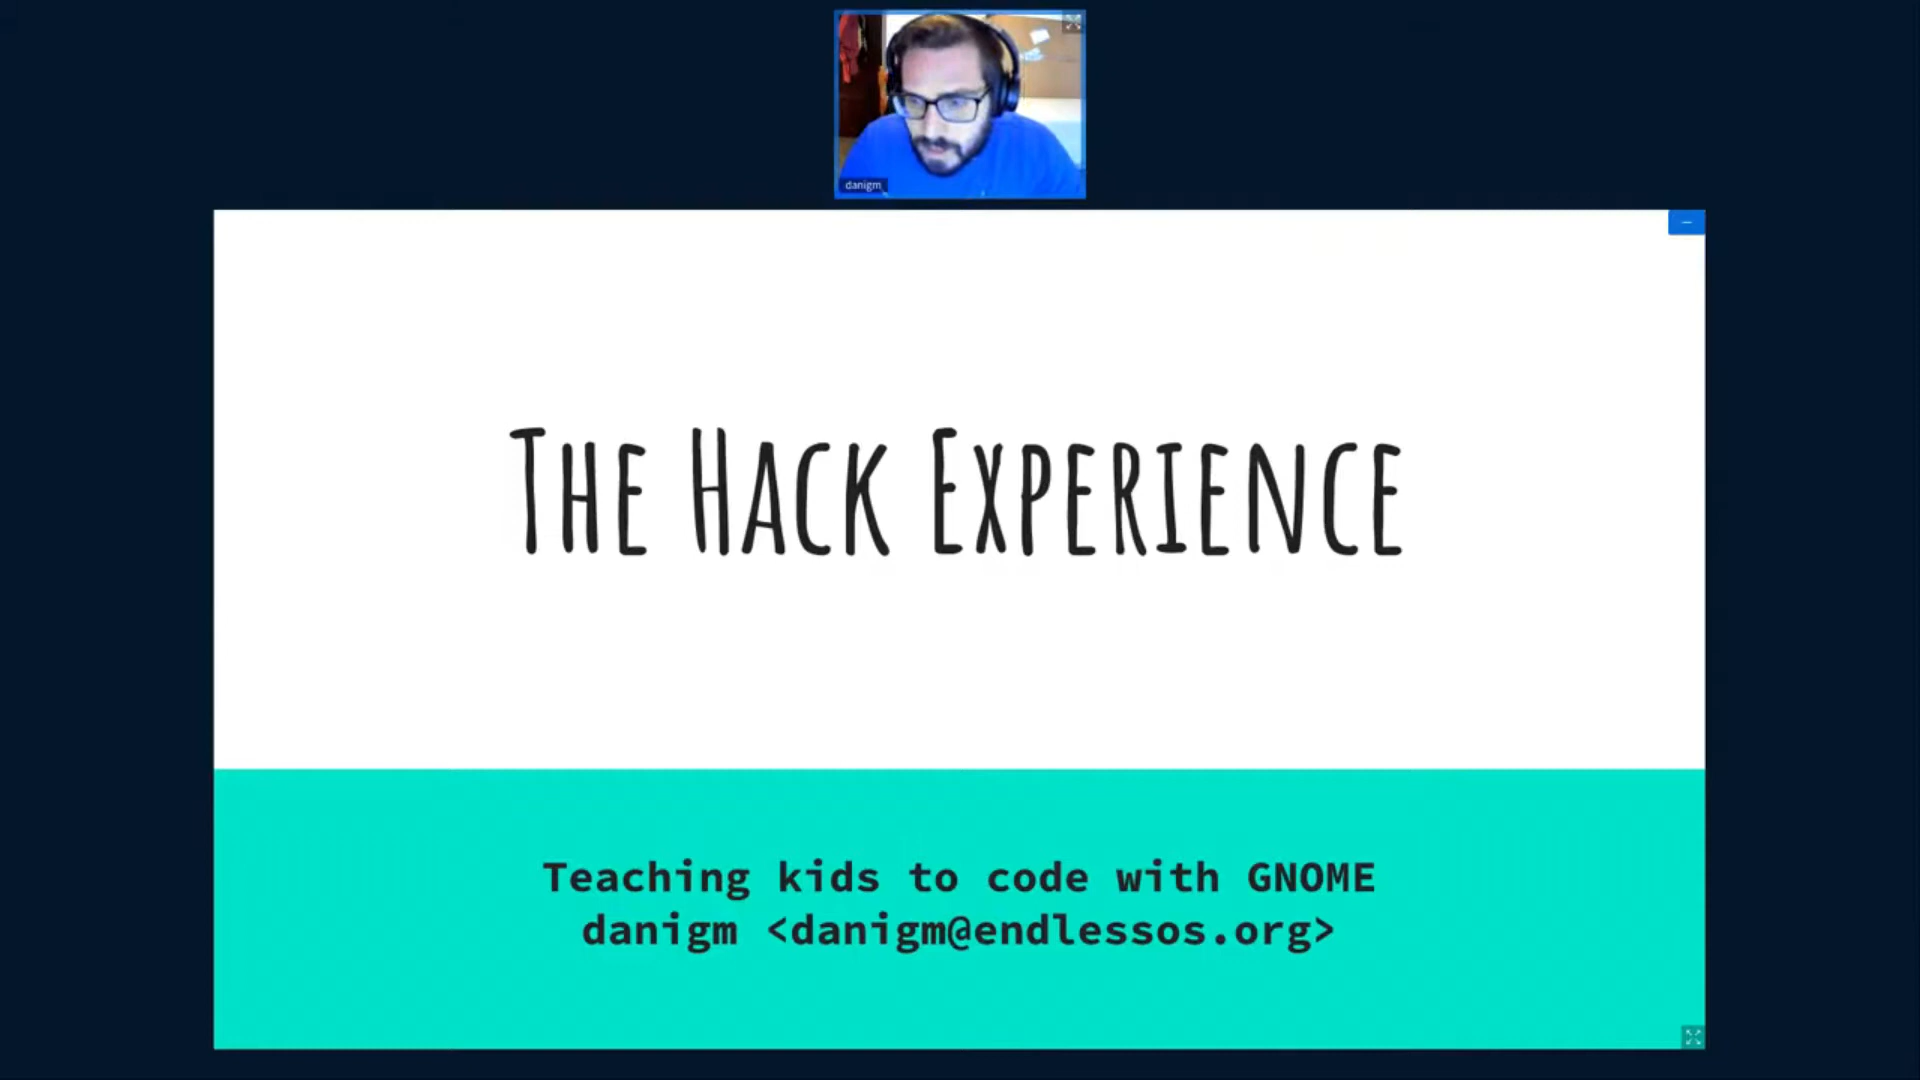 danigm
The Hack Experience
Teaching kids to code with GNOME
danigm <danigm@endlessos.org>